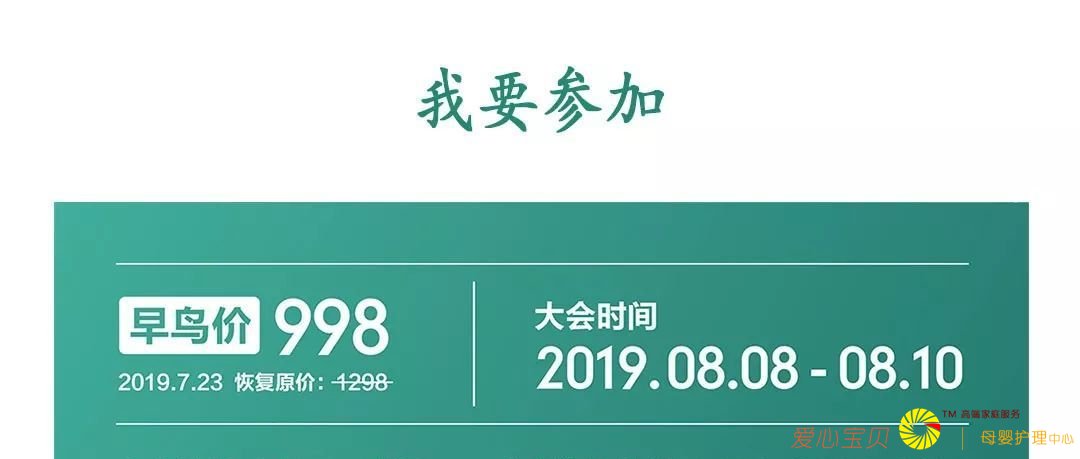 我要参加
早鸟价 998
2019.7.23 恢复原价：1298
大会时间
2019.08.08 - 08.10
爱心宝贝
TM 高端家庭服务
母婴护理中心